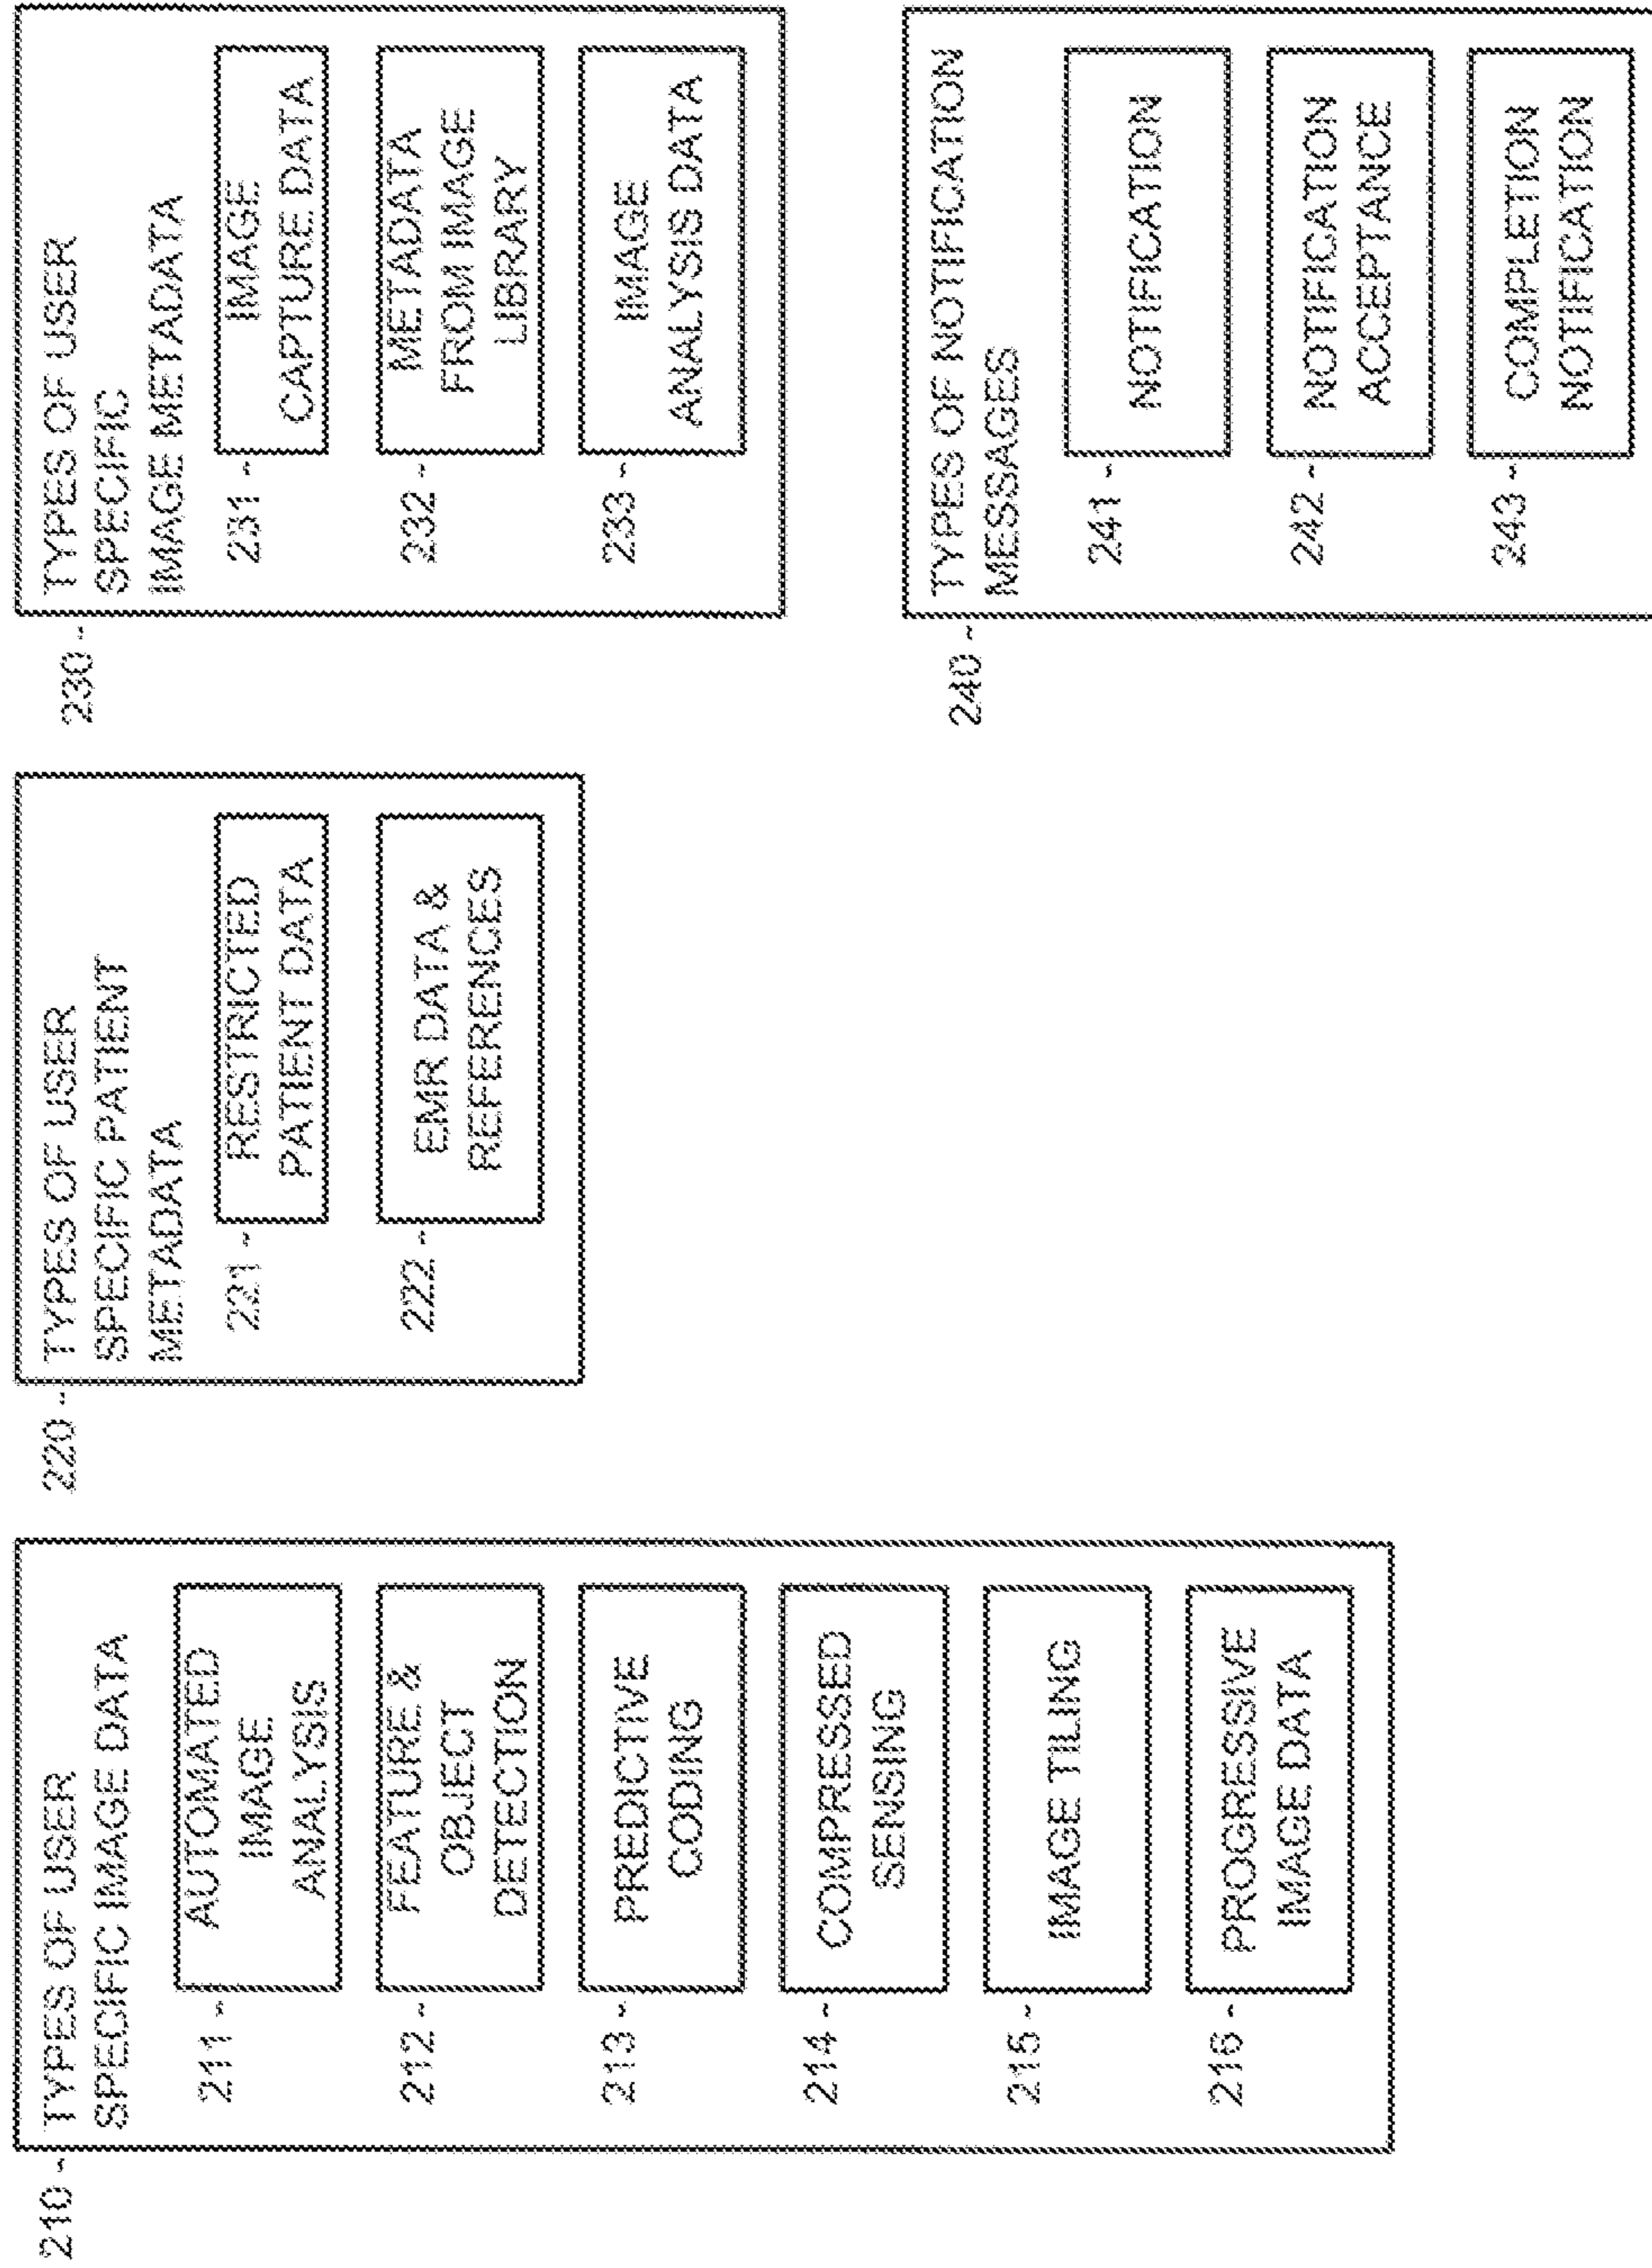 210 ~
TYPES OF USER
SPECIFIC IMAGE DATA
211 ~
AUTOMATED
IMAGE
ANALYSIS
212 ~
FEATURE &
OBJECT
DETECTION
213 ~
PREDICTIVE
CODING
214 ~
COMPRESSED
SENSING
215 ~
IMAGE TILING
216 ~
PROGRESSIVE
IMAGE DATA
220 ~
TYPES OF USER
SPECIFIC PATIENT
METADATA
221 ~
RESTRICTED
PATIENT DATA
222 ~
EMR DATA &
REFERENCES
230 ~
TYPES OF USER
SPECIFIC
IMAGE METADATA
231 ~
IMAGE
CAPTURE DATA
232 ~
METADATA
FROM IMAGE
LIBRARY
233 ~
IMAGE
ANALYSIS DATA
240 ~
TYPES OF NOTIFICATION
MESSAGES
241 ~
NOTIFICATION
242 ~
NOTIFICATION
ACCEPTANCE
243 ~
COMPLETION
NOTIFICATION